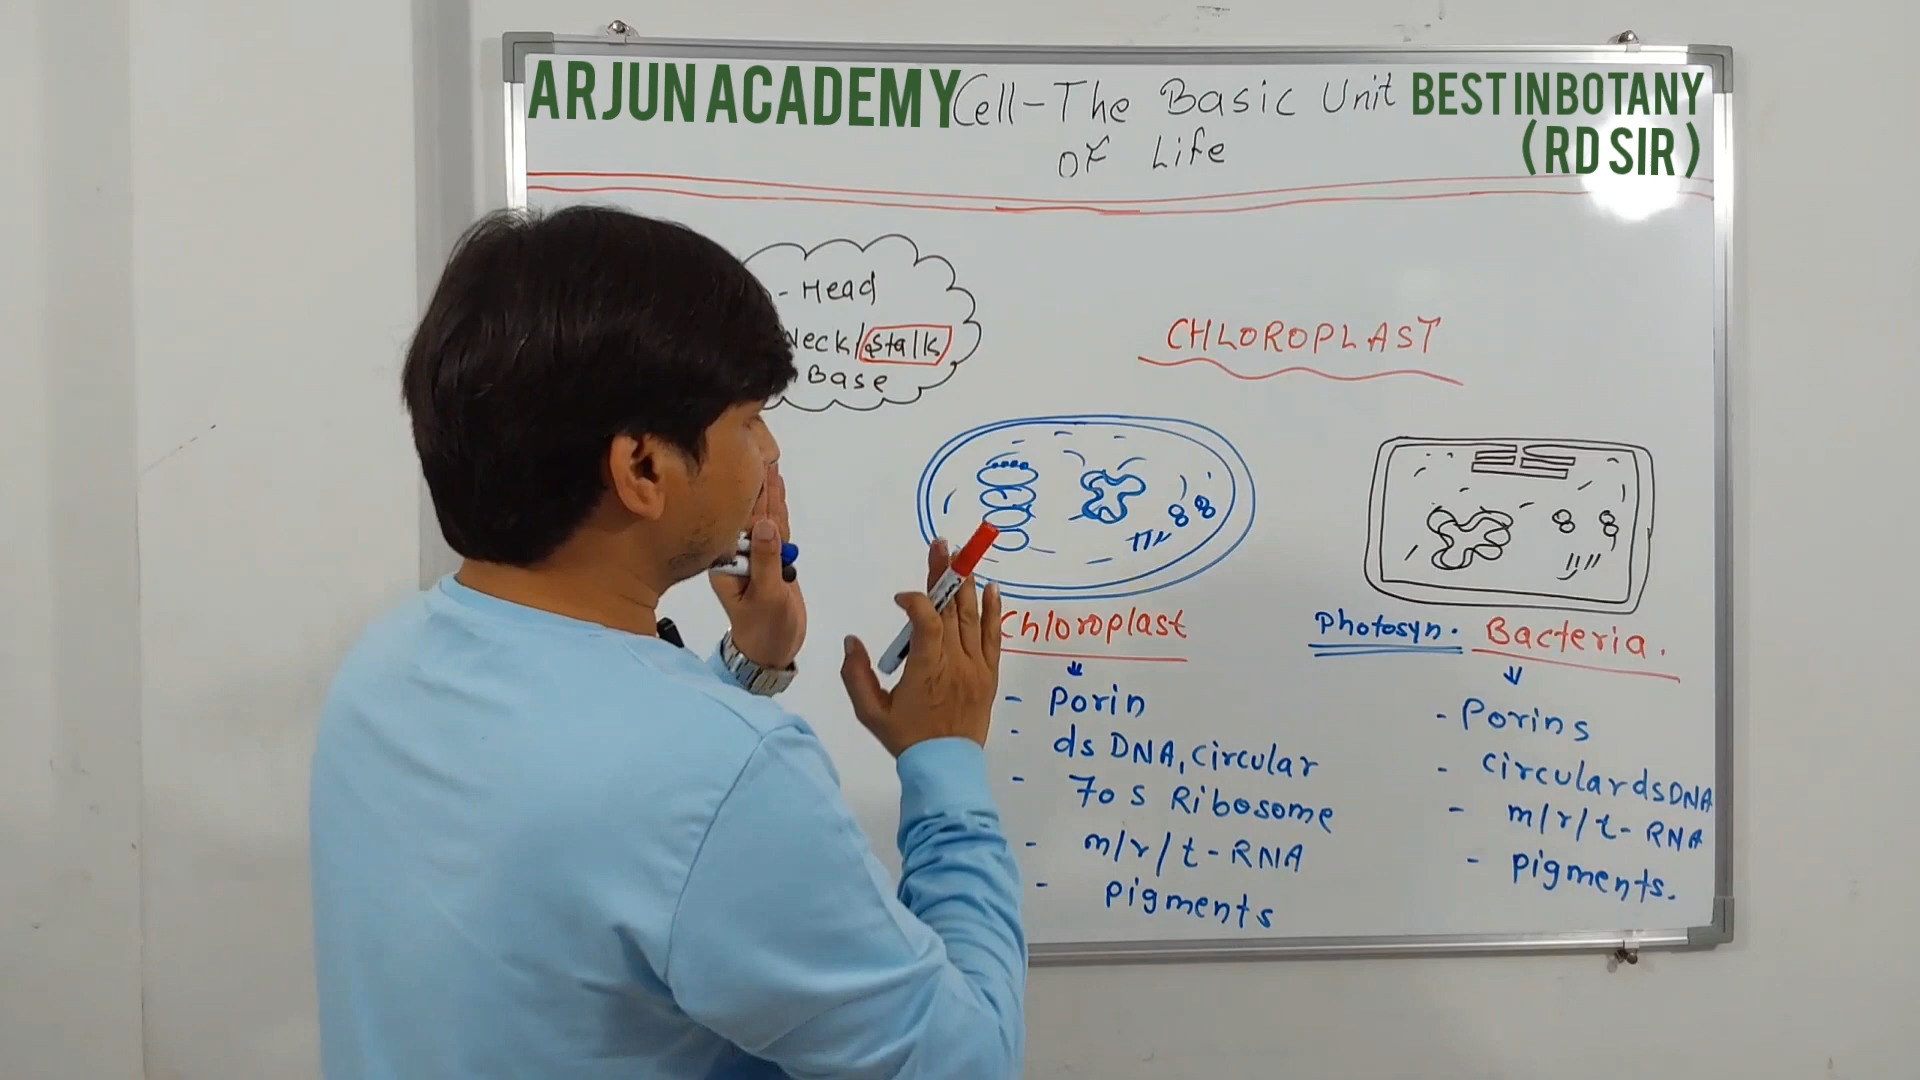 ARJUN ACADEMY
Cell-The Basic Unit
of Life
BEST IN BOTANY
(RD SIR)
- Head
Neck/Stalk
Base
CHLOROPLAST
Chloroplast
- Porin
- ds DNA, circular
- 70 S Ribosome
- m/r/t-RNA
- pigments
Photosyn. Bacteria.
- Porins
- circular dsDNA
- m/r/t-RNA
- pigments.